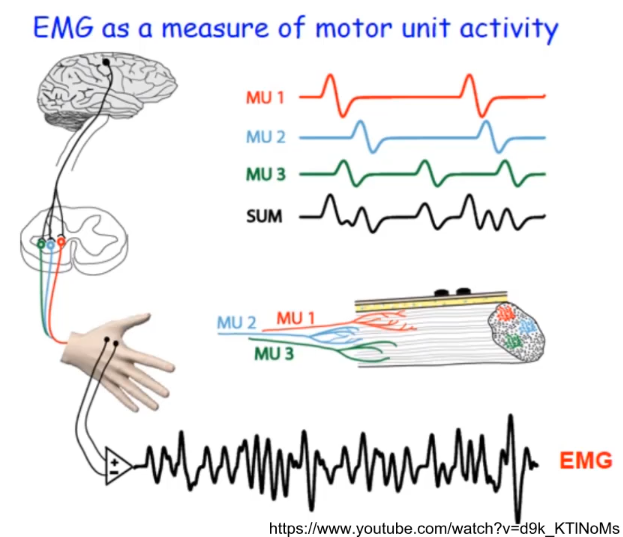 EMG as a measure of motor unit activity
MU 1
MU 2
MU 3
SUM
MU 2
MU 1
MU 3
+
-
EMG
https://www.youtube.com/watch?v=d9k_KTlNoMs